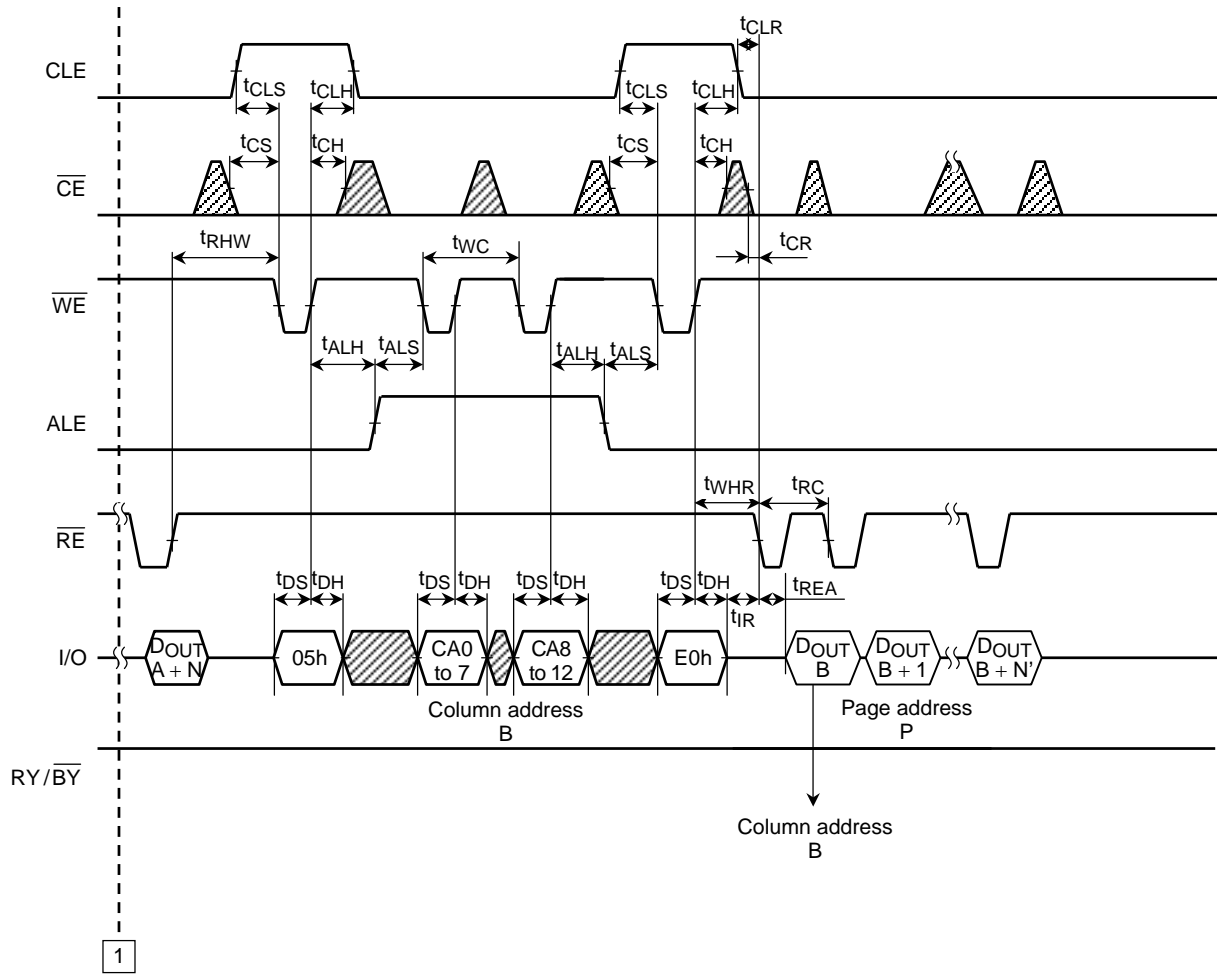 tCLR
CLE
tCLS tCLH tCLS tCLH
tCS tCH tCS tCH
CE
tRHW tWC tCR
WE
tALH tALS tALH tALS
ALE
tWHR tRC
RE
tDS tDH tDS tDH tDS tDH tDS tDH tREA
tIR
I/O
DOUT A + N
05h
CA0 to 7
CA8 to 12
E0h
DOUT B
DOUT B + 1
DOUT B + N’
Column address
B
Page address
P
RY/BY
Column address
B
1